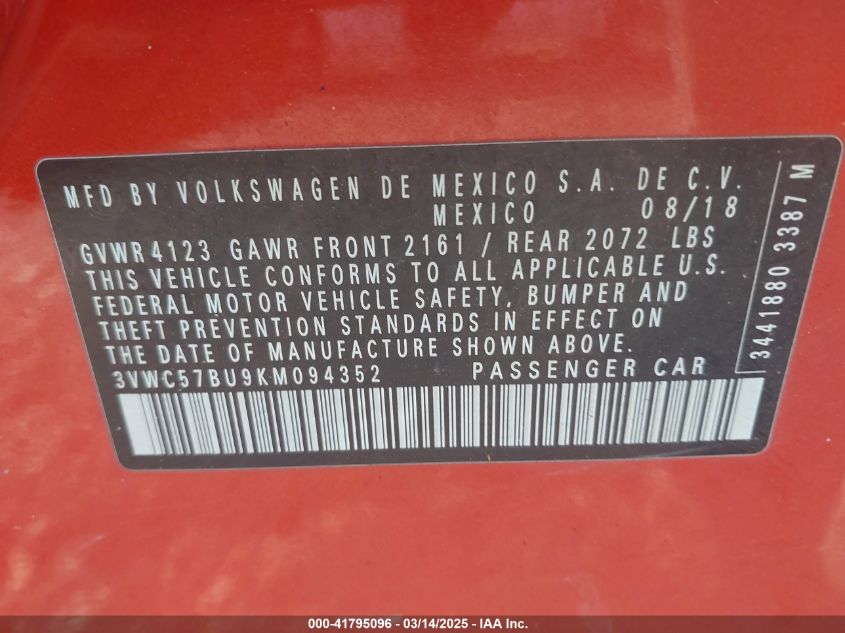 MFD BY VOLKSWAGEN DE MEXICO S.A. DE C.V.
MEXICO 08/18
GVWR 4123 GAWR FRONT 2161 / REAR 2072 LBS
THIS VEHICLE CONFORMS TO ALL APPLICABLE U.S.
FEDERAL MOTOR VEHICLE SAFETY, BUMPER AND
THEFT PREVENTION STANDARDS IN EFFECT ON
THE DATE OF MANUFACTURE SHOWN ABOVE.
3VWC57BU9KM094352 PASSENGER CAR
3441880 3387 M
000-41795096 - 03/14/2025 - IAA Inc.